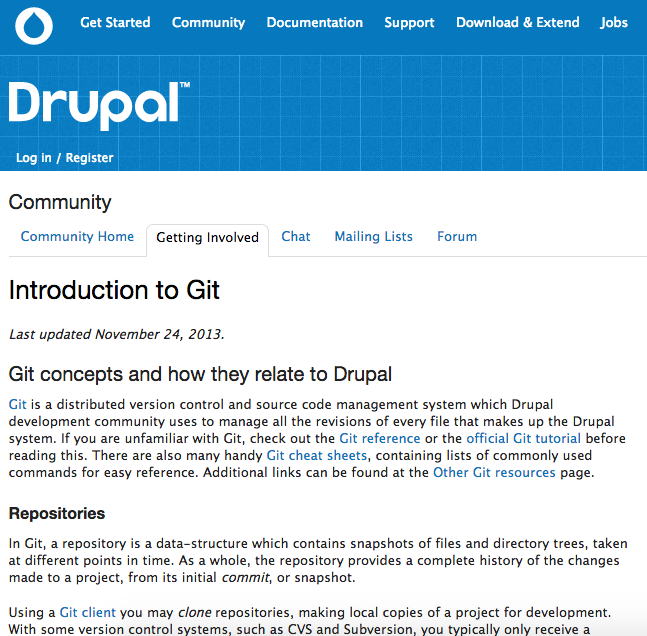 Get Started Community Documentation Support Download & Extend Jobs
Drupal™
Log in / Register
Community
Community Home Getting Involved Chat Mailing Lists Forum
Introduction to Git
Last updated November 24, 2013.
Git concepts and how they relate to Drupal
Git is a distributed version control and source code management system which Drupal
development community uses to manage all the revisions of every file that makes up the Drupal
system. If you are unfamiliar with Git, check out the Git reference or the official Git tutorial before
reading this. There are also many handy Git cheat sheets, containing lists of commonly used
commands for easy reference. Additional links can be found at the Other Git resources page.
Repositories
In Git, a repository is a data-structure which contains snapshots of files and directory trees, taken
at different points in time. As a whole, the repository provides a complete history of the changes
made to a project, from its initial commit, or snapshot.
Using a Git client you may clone repositories, making local copies of a project for development.
With some version control systems, such as CVS and Subversion, you typically only receive a